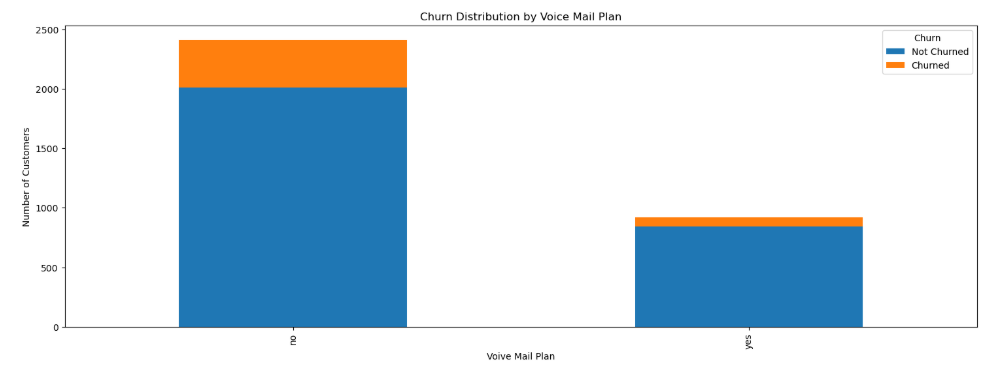 Churn Distribution by Voice Mail Plan
Churn
Not Churned
Churned
Number of Customers
2500
2000
1500
1000
500
0
no
yes
Voive Mail Plan